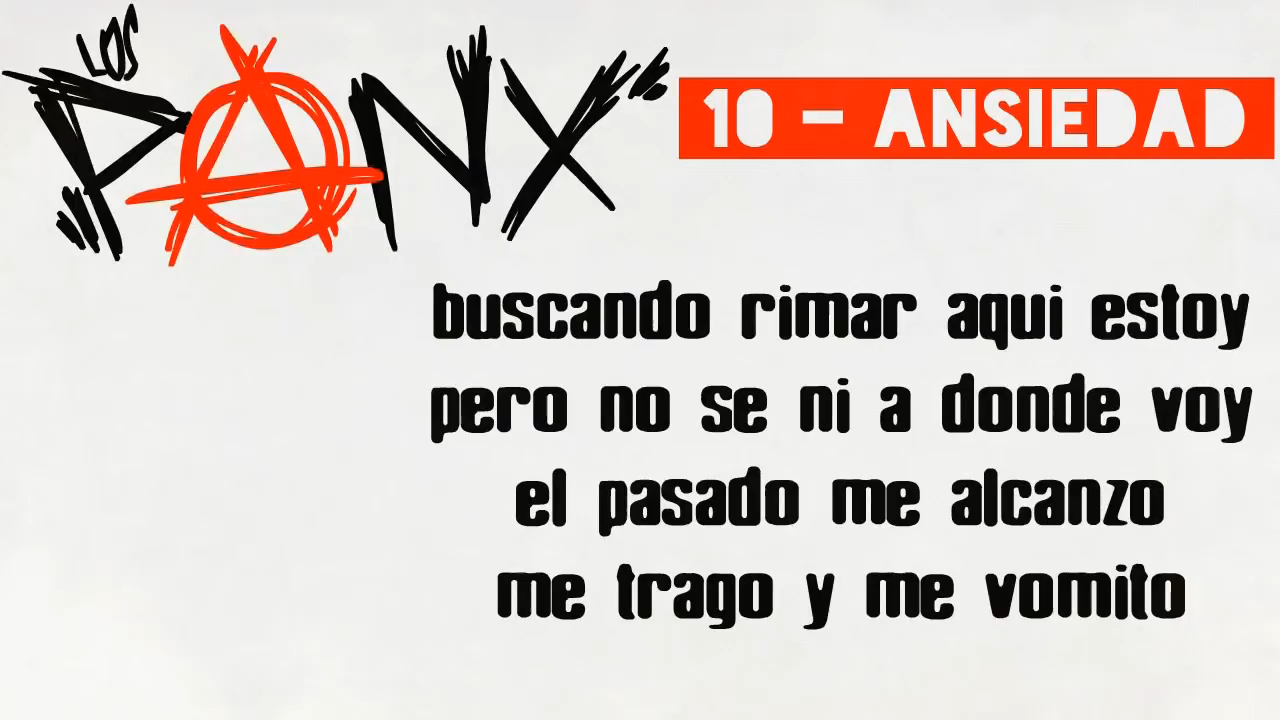 LOS
PANX
10 - ANSIEDAD
buscando rimar aqui estoy
pero no se ni a donde voy
el pasado me alcanzo
me trago y me vomito